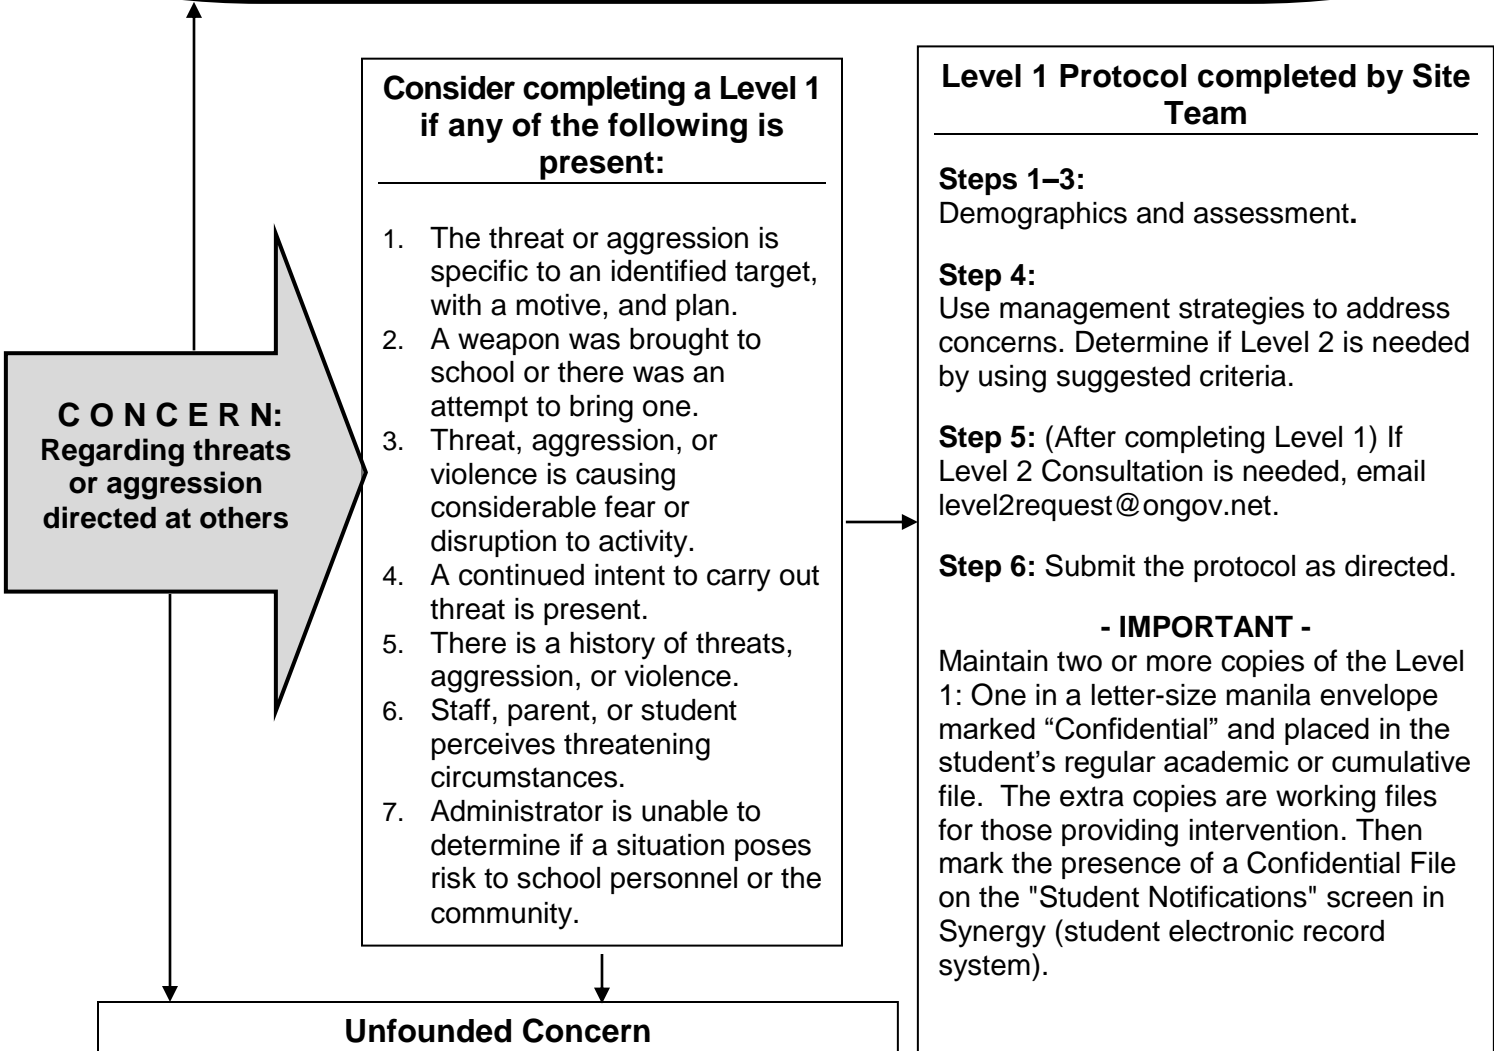 C O N C E R N:
Regarding threats
or aggression
directed at others
Consider completing a Level 1
if any of the following is
present:
1. The threat or aggression is
specific to an identified target,
with a motive, and plan.
2. A weapon was brought to
school or there was an
attempt to bring one.
3. Threat, aggression, or
violence is causing
considerable fear or
disruption to activity.
4. A continued intent to carry out
threat is present.
5. There is a history of threats,
aggression, or violence.
6. Staff, parent, or student
perceives threatening
circumstances.
7. Administrator is unable to
determine if a situation poses
risk to school personnel or the
community.
Level 1 Protocol completed by Site
Team
Steps 1–3:
Demographics and assessment.
Step 4:
Use management strategies to address
concerns. Determine if Level 2 is needed
by using suggested criteria.
Step 5: (After completing Level 1) If
Level 2 Consultation is needed, email
level2request@ongov.net.
Step 6: Submit the protocol as directed.
- IMPORTANT -
Maintain two or more copies of the Level
1: One in a letter-size manila envelope
marked “Confidential” and placed in the
student’s regular academic or cumulative
file.  The extra copies are working files
for those providing intervention. Then
mark the presence of a Confidential File
on the "Student Notifications" screen in
Synergy (student electronic record
system).
Unfounded Concern